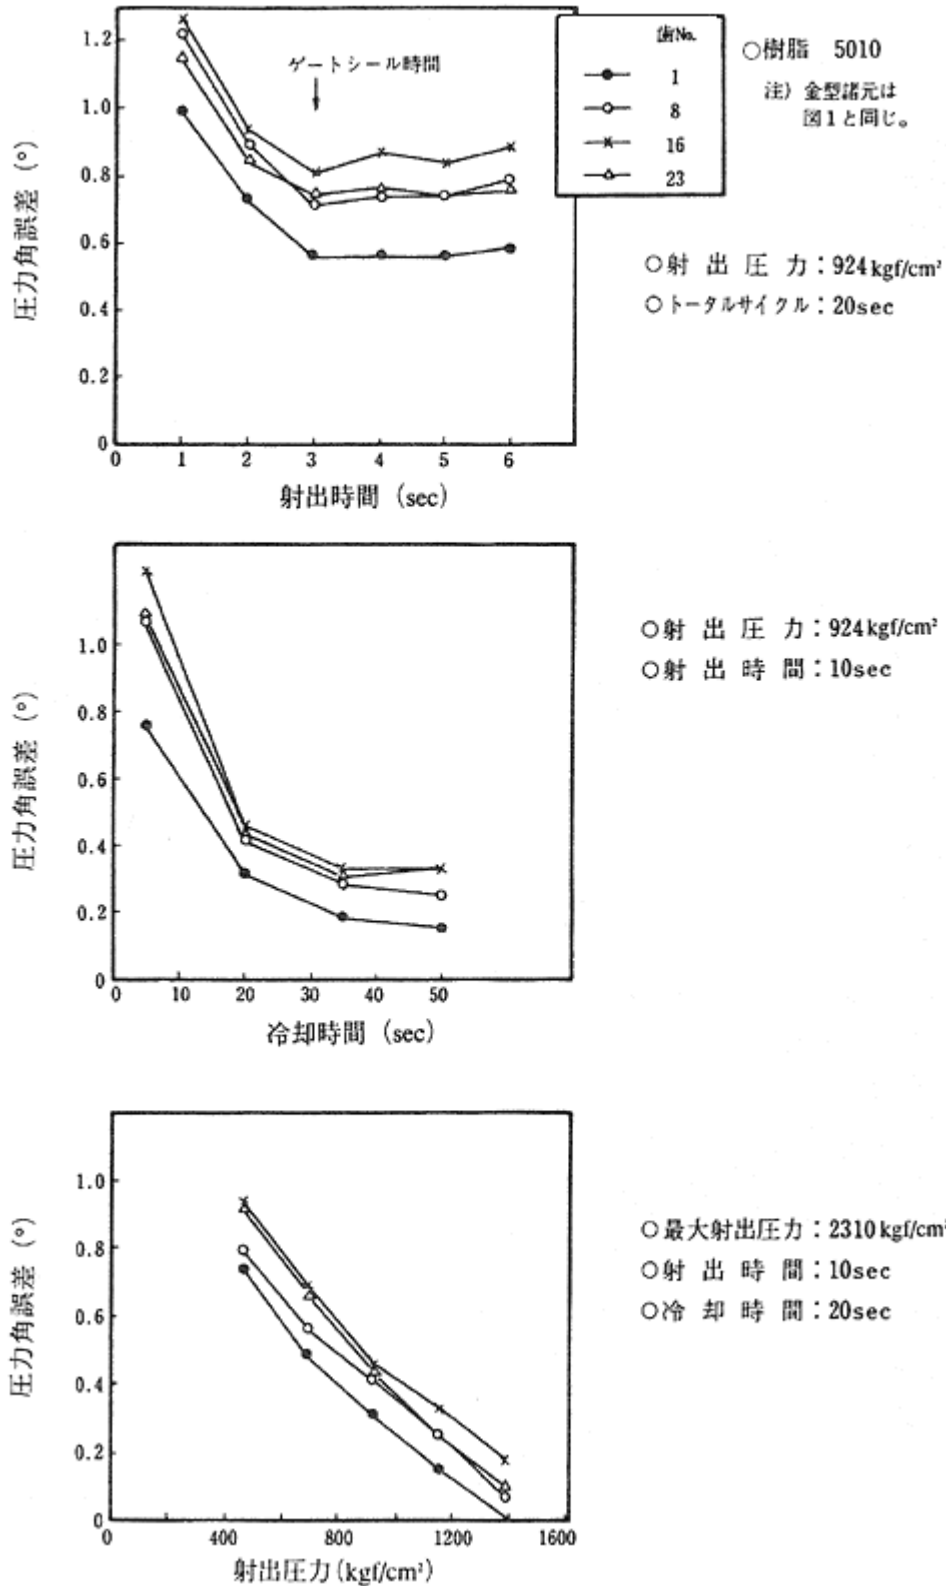 1.2
1.0
0.8
0.6
0.4
0.2
0
圧力角誤差 (°)
ゲートシール時間
0 1 2 3 4 5 6
射出時間 (sec)
歯No.
1
8
16
23
○樹脂 5010
注) 金型諸元は
図1と同じ。
○射出圧力:924kgf/cm²
○トータルサイクル:20sec
1.0
0.8
0.6
0.4
0.2
0
圧力角誤差 (°)
0 10 20 30 40 50
冷却時間 (sec)
○射出圧力:924kgf/cm²
○射出時間:10sec
1.0
0.8
0.6
0.4
0.2
0
圧力角誤差 (°)
0 400 800 1200 1600
射出圧力(kgf/cm²)
○最大射出圧力:2310kgf/cm²
○射出時間:10sec
○冷却時間:20sec